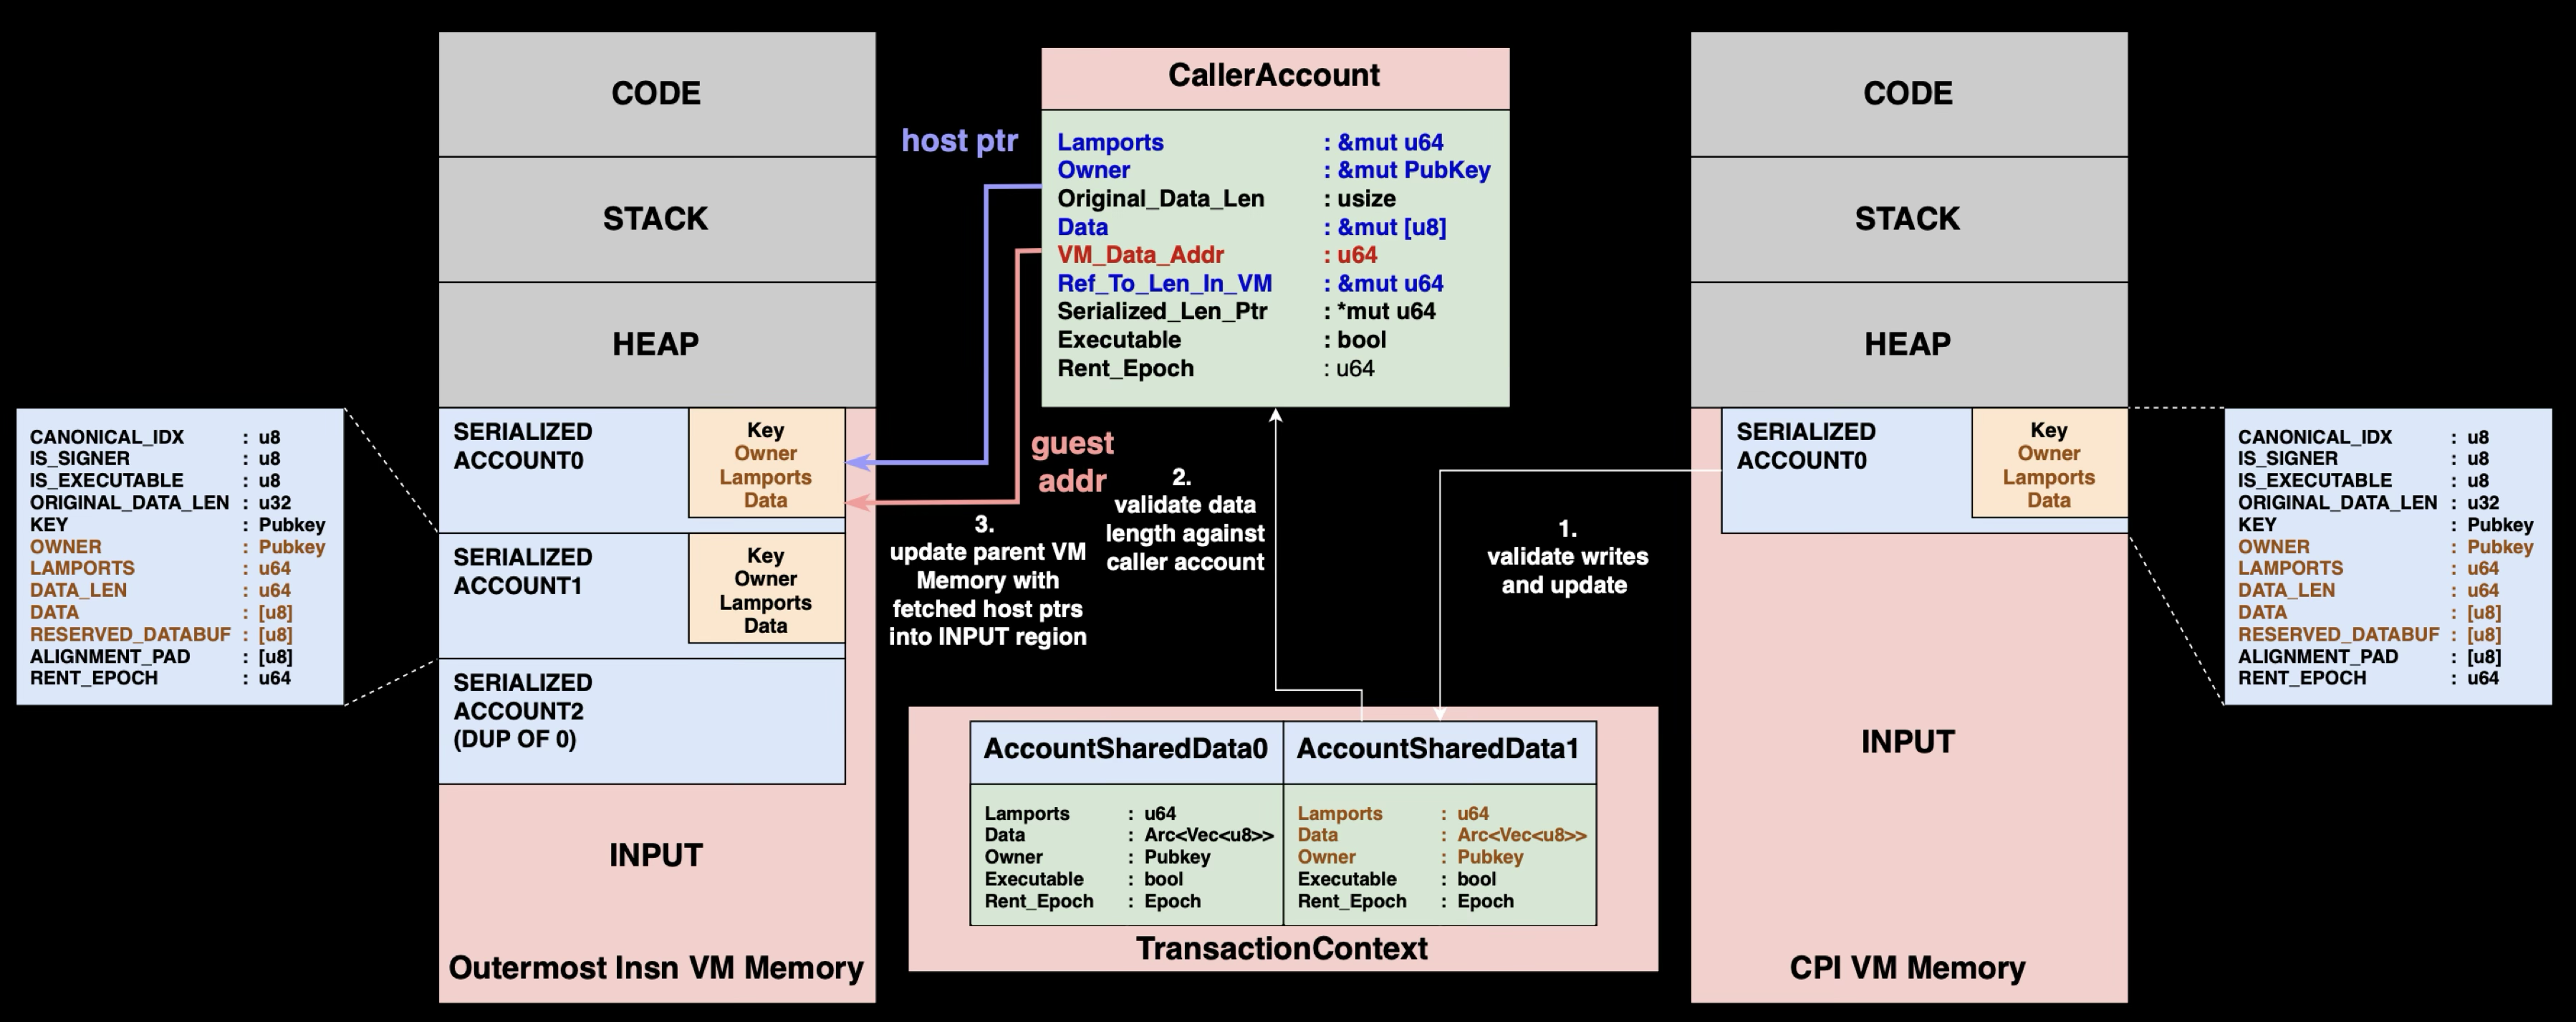 CODE
STACK
HEAP
CANONICAL_IDX : u8
IS_SIGNER : u8
IS_EXECUTABLE : u8
ORIGINAL_DATA_LEN : u32
KEY : Pubkey
OWNER : Pubkey
LAMPORTS : u64
DATA_LEN : u64
DATA : [u8]
RESERVED_DATABUF : [u8]
ALIGNMENT_PAD : [u8]
RENT_EPOCH : u64
SERIALIZED
ACCOUNT0
Key
Owner
Lamports
Data
SERIALIZED
ACCOUNT1
Key
Owner
Lamports
Data
SERIALIZED
ACCOUNT2
(DUP OF 0)
INPUT
Outermost Insn VM Memory
host ptr
guest
addr
CallerAccount
Lamports : &mut u64
Owner : &mut PubKey
Original_Data_Len : usize
Data : &mut [u8]
VM_Data_Addr : u64
Ref_To_Len_In_VM : &mut u64
Serialized_Len_Ptr : *mut u64
Executable : bool
Rent_Epoch : u64
3.
update parent VM
Memory with
fetched host ptrs
into INPUT region
2.
validate data
length against
caller account
1.
validate writes
and update
AccountSharedData0
Lamports : u64
Data : Arc<Vec<u8>>
Owner : Pubkey
Executable : bool
Rent_Epoch : Epoch
AccountSharedData1
Lamports : u64
Data : Arc<Vec<u8>>
Owner : Pubkey
Executable : bool
Rent_Epoch : Epoch
TransactionContext
CODE
STACK
HEAP
SERIALIZED
ACCOUNT0
Key
Owner
Lamports
Data
INPUT
CPI VM Memory
CANONICAL_IDX : u8
IS_SIGNER : u8
IS_EXECUTABLE : u8
ORIGINAL_DATA_LEN : u32
KEY : Pubkey
OWNER : Pubkey
LAMPORTS : u64
DATA_LEN : u64
DATA : [u8]
RESERVED_DATABUF : [u8]
ALIGNMENT_PAD : [u8]
RENT_EPOCH : u64